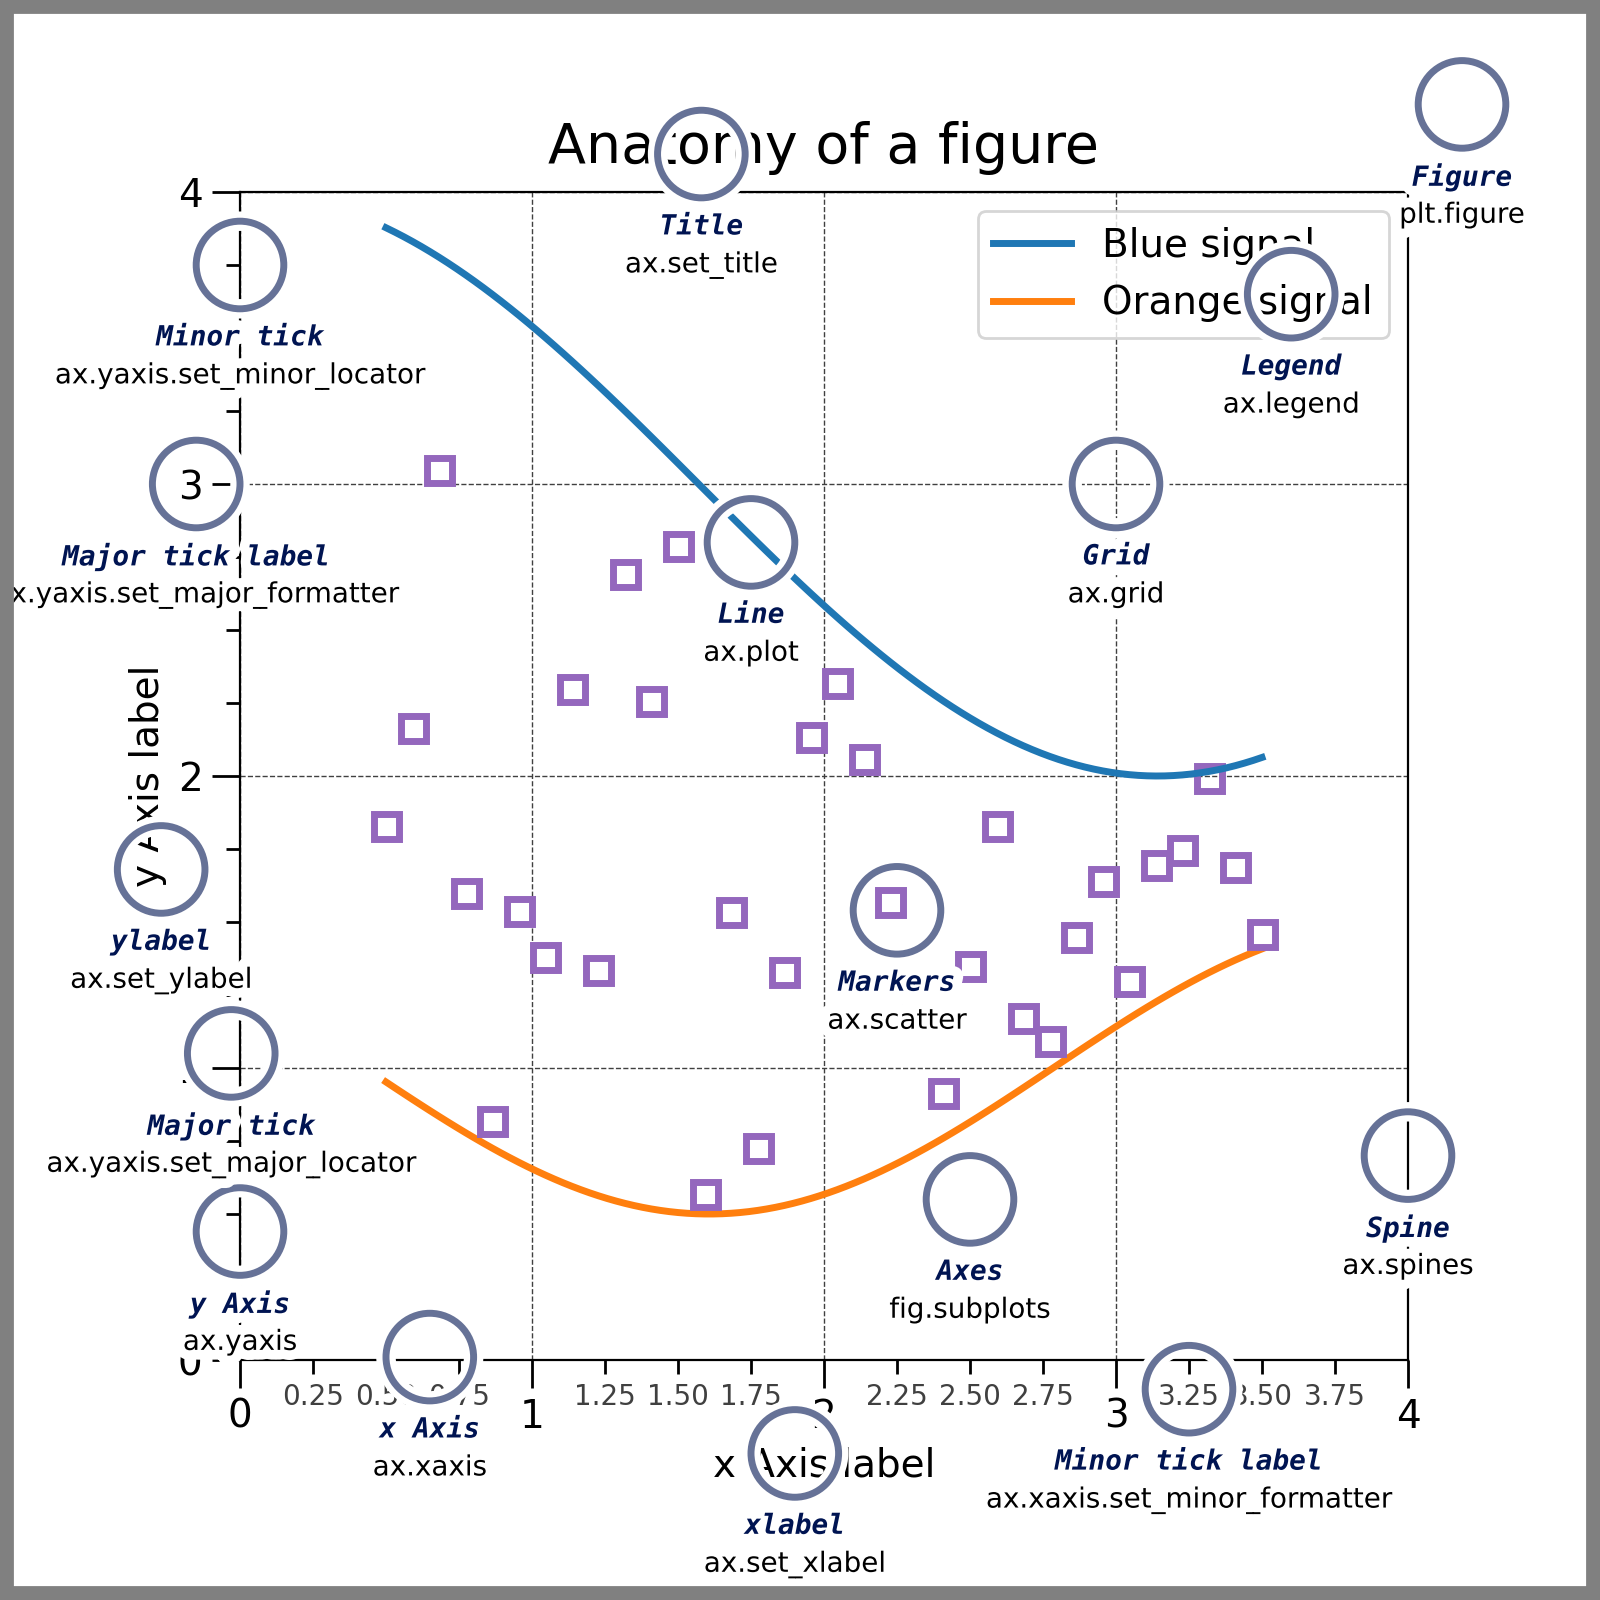 Anatomy of a figure
Figure
plt.figure
4
Title
ax.set_title
Blue signal
Orange signal
Minor tick
ax.yaxis.set_minor_locator
Legend
ax.legend
3
Major tick label
x.yaxis.set_major_formatter
Grid
ax.grid
Line
ax.plot
y Axis label
2
ylabel
ax.set_ylabel
Markers
ax.scatter
Major tick
ax.yaxis.set_major_locator
Axes
fig.subplots
Spine
ax.spines
y Axis
ax.yaxis
0
0.25 1.25 1.50 1.75 2.25 2.50 2.75 3.25 3.50 3.75
0 1 2 3 4
x Axis
ax.xaxis
x Axis label
Minor tick label
ax.xaxis.set_minor_formatter
xlabel
ax.set_xlabel